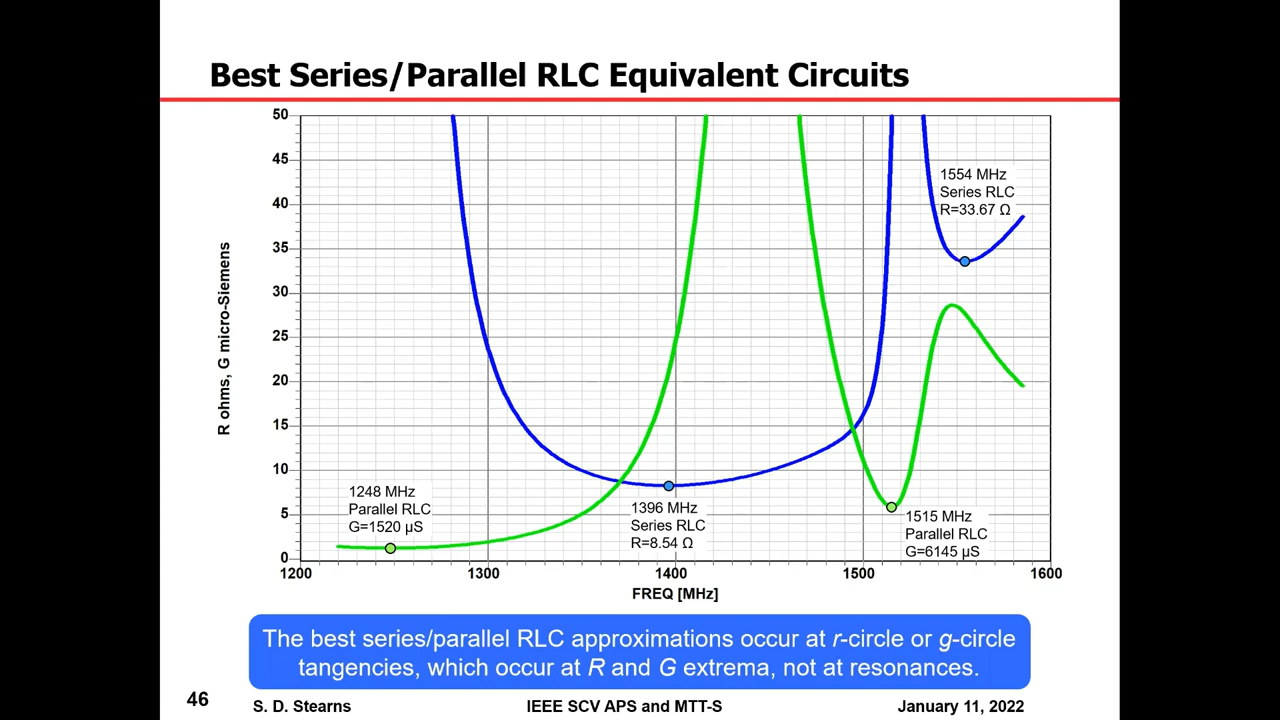 Best Series/Parallel RLC Equivalent Circuits
50
45
40
35
30
25
20
15
10
5
0
R ohms, G micro-Siemens
1554 MHz
Series RLC
R=33.67 Ω
1248 MHz
Parallel RLC
G=1520 µS
1396 MHz
Series RLC
R=8.54 Ω
1515 MHz
Parallel RLC
G=6145 µS
1200 1300 1400 1500 1600
FREQ [MHz]
The best series/parallel RLC approximations occur at r-circle or g-circle
tangencies, which occur at R and G extrema, not at resonances.
46 S. D. Stearns IEEE SCV APS and MTT-S January 11, 2022